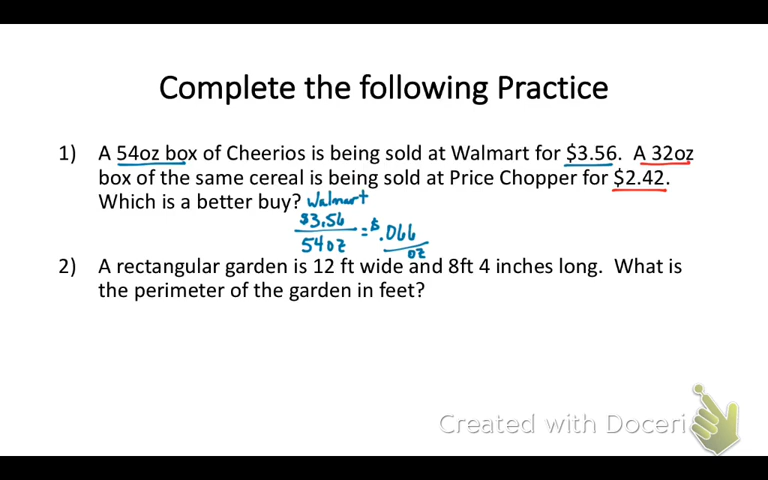 Complete the following Practice
1) A 54oz box of Cheerios is being sold at Walmart for $3.56. A 32oz
box of the same cereal is being sold at Price Chopper for $2.42.
Which is a better buy? Walmart
$3.56
= $.066
54oz
oz
2) A rectangular garden is 12 ft wide and 8ft 4 inches long. What is
the perimeter of the garden in feet?
Created with Doceri